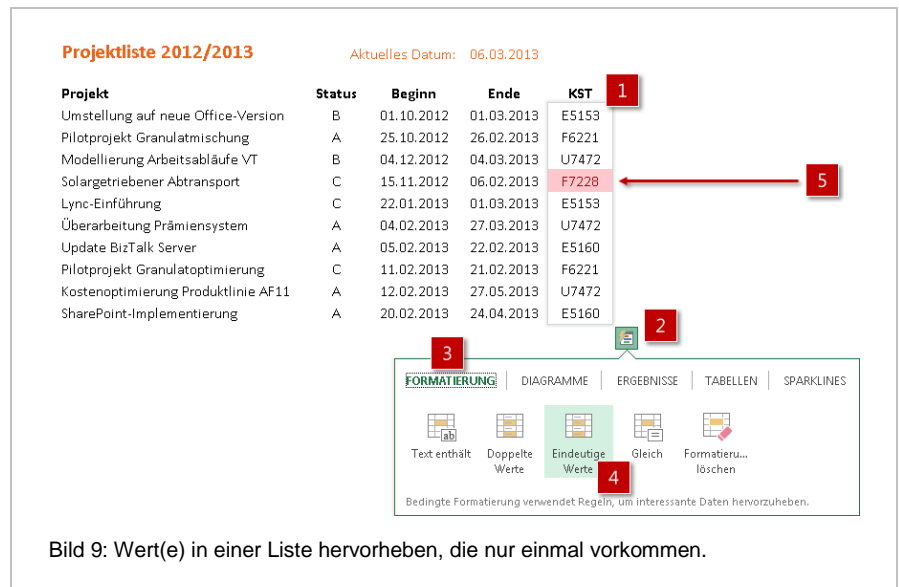 Projektliste 2012/2013 Aktuelles Datum: 06.03.2013
Projekt Status Beginn Ende KST 1
Umstellung auf neue Office-Version B 01.10.2012 01.03.2013 E5153
Pilotprojekt Granulatmischung A 25.10.2012 26.02.2013 F6221
Modellierung Arbeitsabläufe VT B 04.12.2012 04.03.2013 U7472
Solargetriebener Abtransport C 15.11.2012 06.02.2013 F7228 5
Lync-Einführung C 22.01.2013 01.03.2013 E5153
Überarbeitung Prämiensystem A 04.02.2013 27.03.2013 U7472
Update BizTalk Server A 05.02.2013 22.02.2013 E5160
Pilotprojekt Granulatoptimierung C 11.02.2013 21.02.2013 F6221
Kostenoptimierung Produktlinie AF11 A 12.02.2013 27.05.2013 U7472
SharePoint-Implementierung A 20.02.2013 24.04.2013 E5160
2
3
FORMATIERUNG DIAGRAMME ERGEBNISSE TABELLEN SPARKLINES
ab
Text enthält Doppelte Eindeutige Gleich Formatieru...
Werte Werte löschen
4
Bedingte Formatierung verwendet Regeln, um interessante Daten hervorzuheben.
Bild 9: Wert(e) in einer Liste hervorheben, die nur einmal vorkommen.